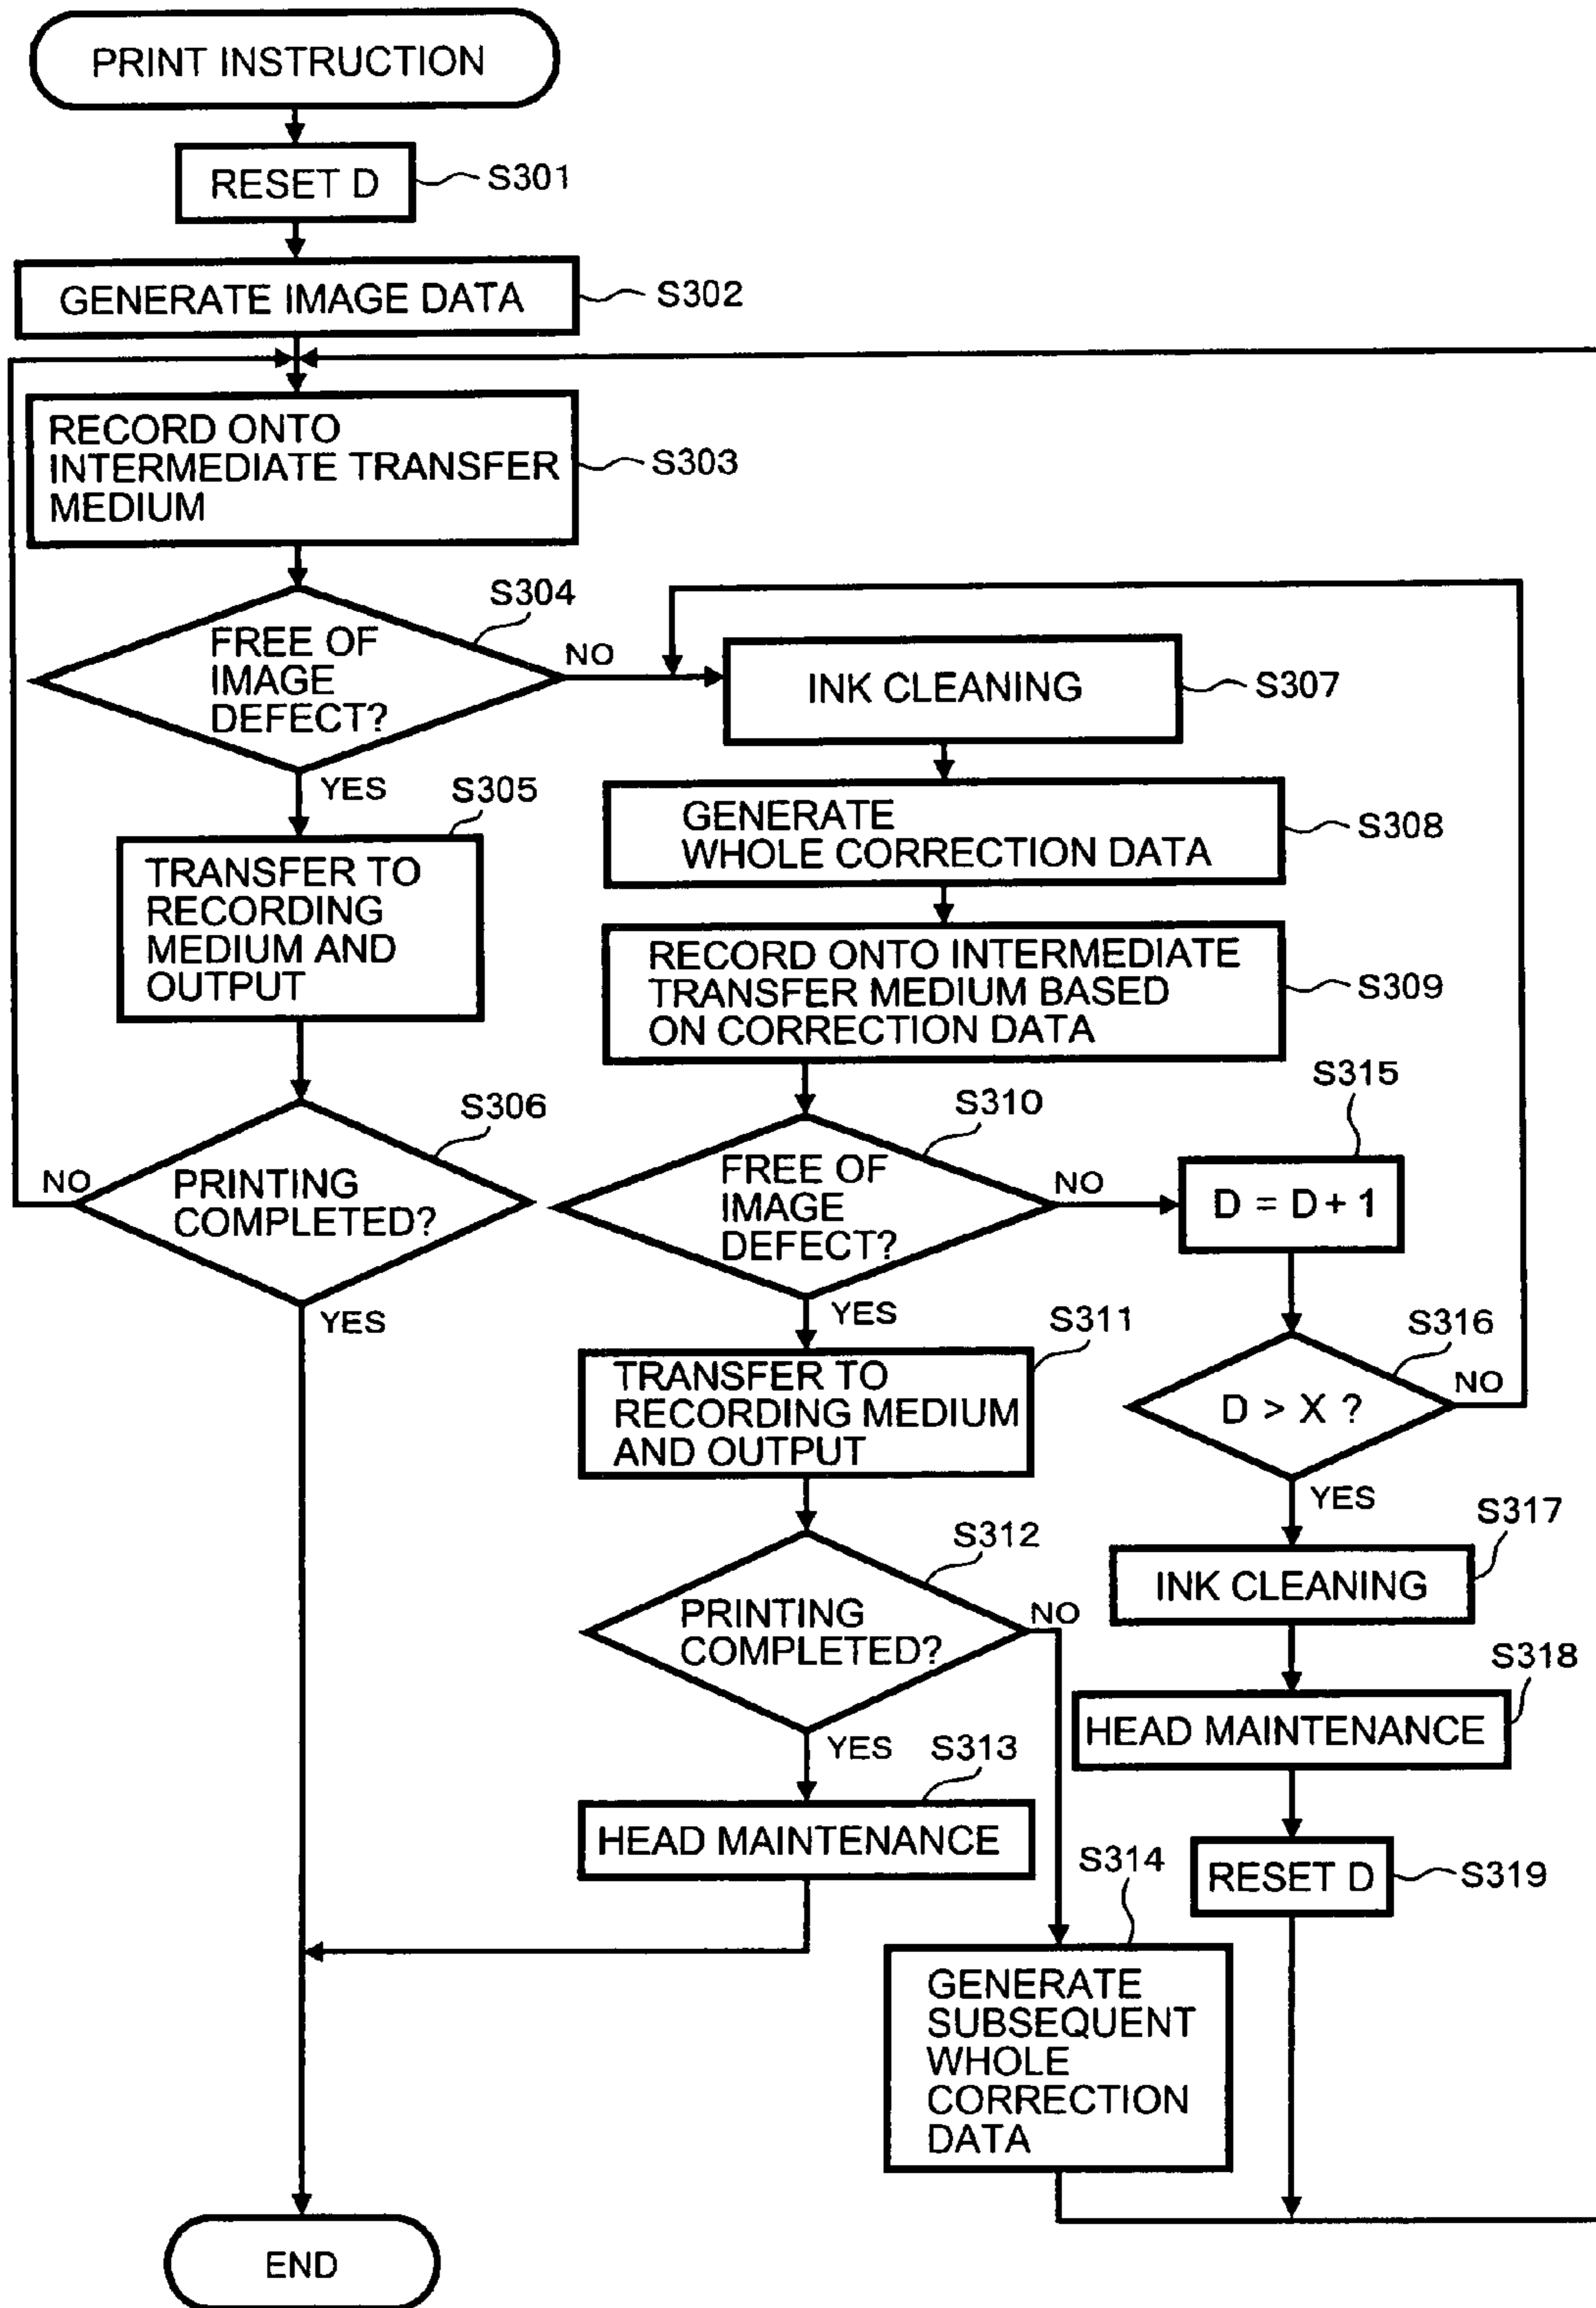 PRINT INSTRUCTION
RESET D
S301
GENERATE IMAGE DATA
S302
RECORD ONTO
INTERMEDIATE TRANSFER
MEDIUM
S303
S304
FREE OF
IMAGE
DEFECT?
NO
YES
S305
TRANSFER TO
RECORDING
MEDIUM AND
OUTPUT
S306
PRINTING
COMPLETED?
NO
YES
INK CLEANING
S307
GENERATE
WHOLE CORRECTION DATA
S308
RECORD ONTO INTERMEDIATE
TRANSFER MEDIUM BASED
ON CORRECTION DATA
S309
S310
FREE OF
IMAGE
DEFECT?
NO
YES
S311
TRANSFER TO
RECORDING MEDIUM
AND OUTPUT
S312
PRINTING
COMPLETED?
NO
YES
S313
HEAD MAINTENANCE
S314
GENERATE
SUBSEQUENT
WHOLE
CORRECTION
DATA
S315
D = D + 1
S316
D > X ?
NO
YES
S317
INK CLEANING
S318
HEAD MAINTENANCE
RESET D
S319
END